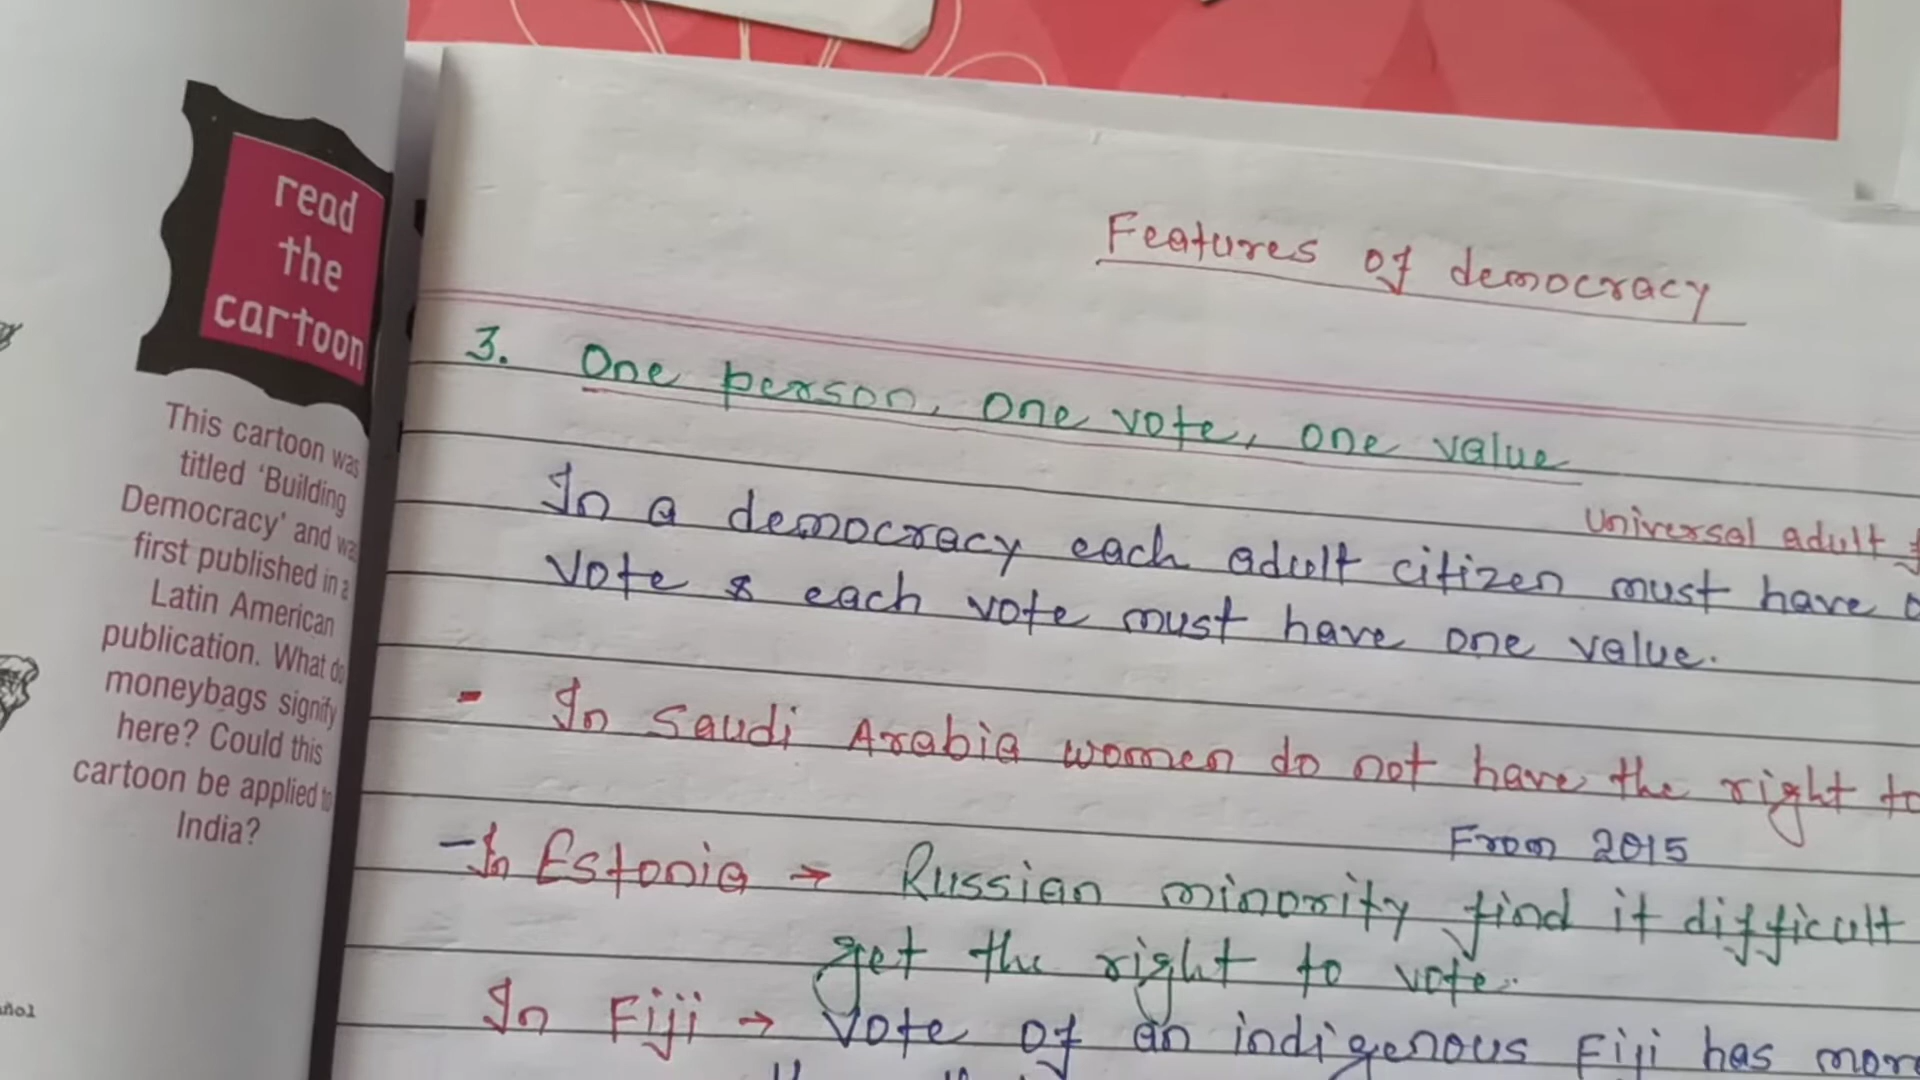 read
the
cartoon
This cartoon was
titled 'Building
Democracy' and
first published in a
Latin American
publication. What do
moneybags signify
here? Could this
cartoon be applied to
India?
Features of democracy
3. One person, one vote, one value
Universal adult
In a democracy each adult citizen must have
vote & each vote must have one value.
- In Saudi Arabia women do not have the right to
From 2015
- In Estonia → Russian minority find it difficult
get the right to vote.
In Fiji → Vote of an indigenous Fiji has more